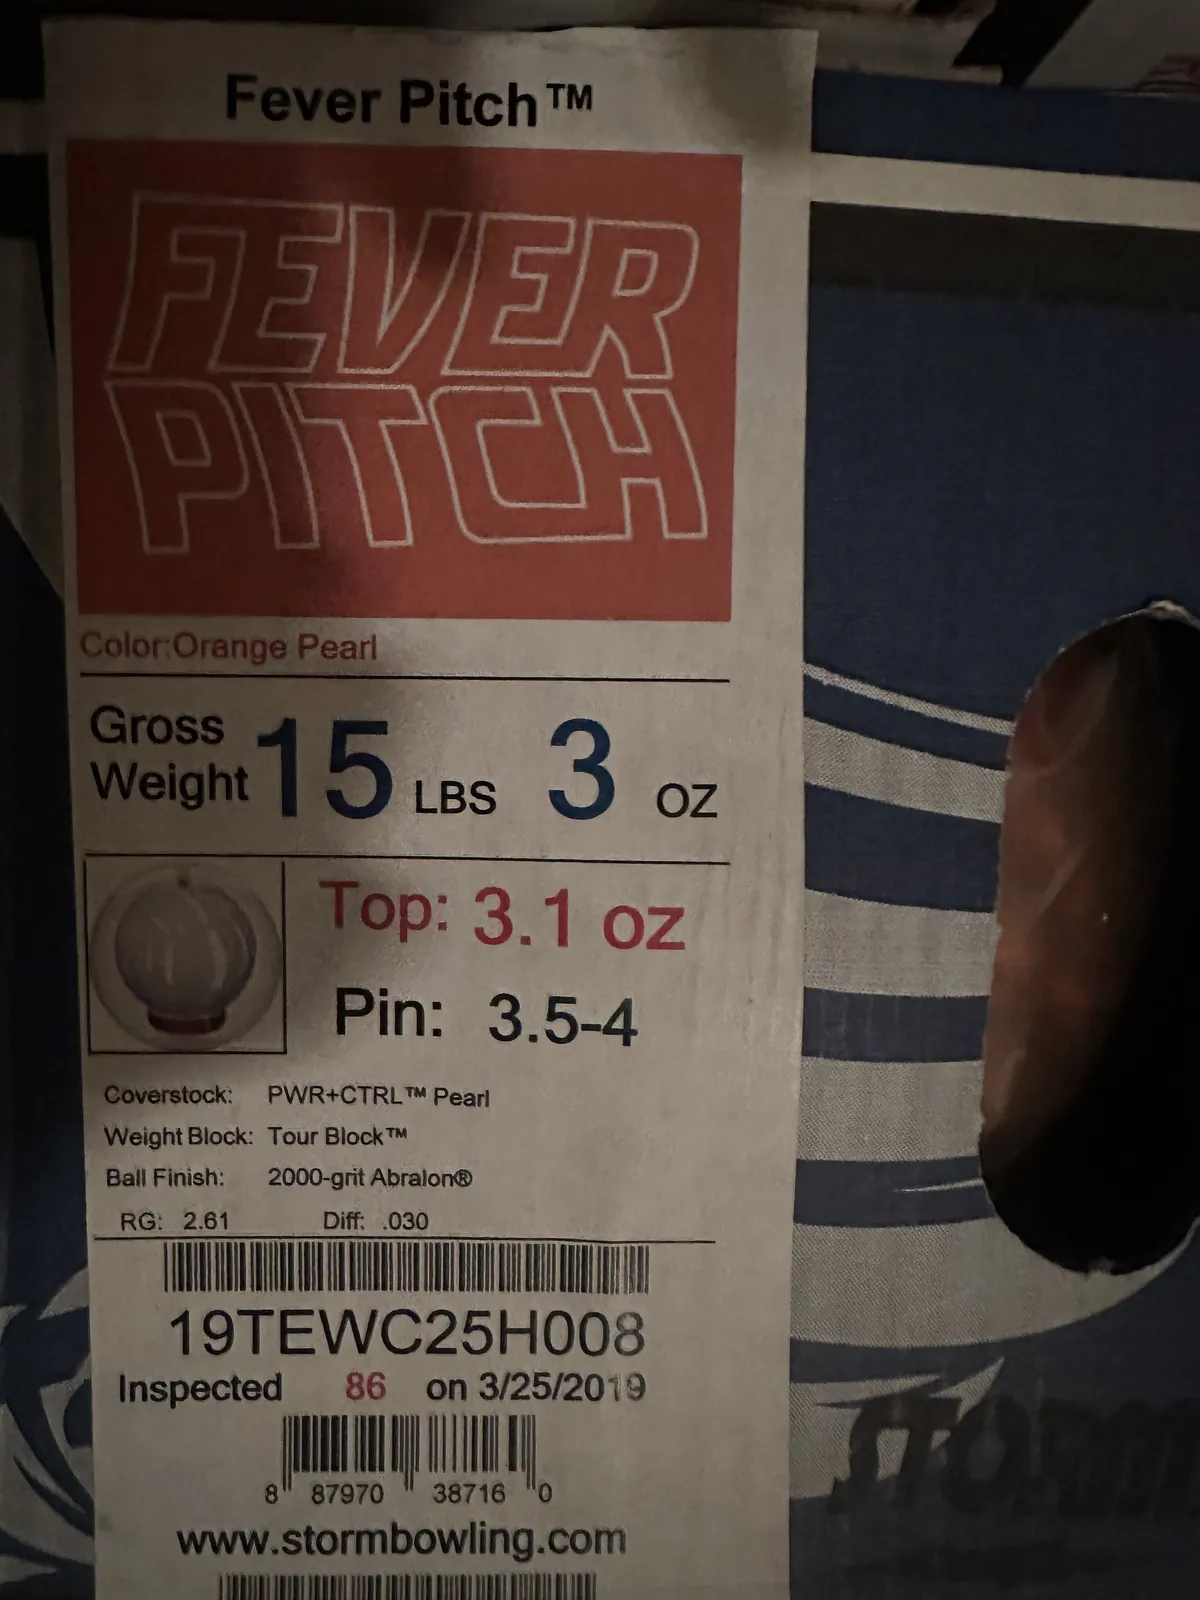 Fever Pitch™
FEVER
PITCH
Color:Orange Pearl
Gross Weight 15 LBS 3 OZ
Top: 3.1 oz
Pin: 3.5-4
Coverstock: PWR+CTRL™ Pearl
Weight Block: Tour Block™
Ball Finish: 2000-grit Abralon®
RG: 2.61 Diff: .030
19TEWC25H008
Inspected 86 on 3/25/2019
8 87970 38716 0
www.stormbowling.com
STORM